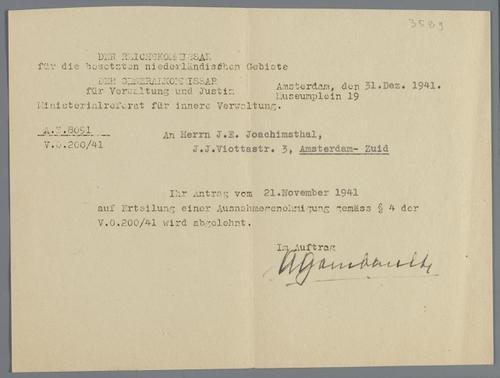 3589
DER REICHSKOMMISSAR
für die besetzten niederländischen Gebiete
DER GENERALKOMMISSAR
für Verwaltung und Justiz
Amsterdam, den 31.Dez. 1941.
Museumplein 19
Ministerialreferat für innere Verwaltung.
A.Z.8091
V.O.200/41
An Herrn J.E. Joachimsthal,
J.J.Viottastr. 3, Amsterdam- Zuid
Ihr Antrag vom 21.November 1941
auf Erteilung einer Ausnahmegenehmigung gemäss § 4 der
V.O.200/41 wird abgelehnt.
Im Auftrag